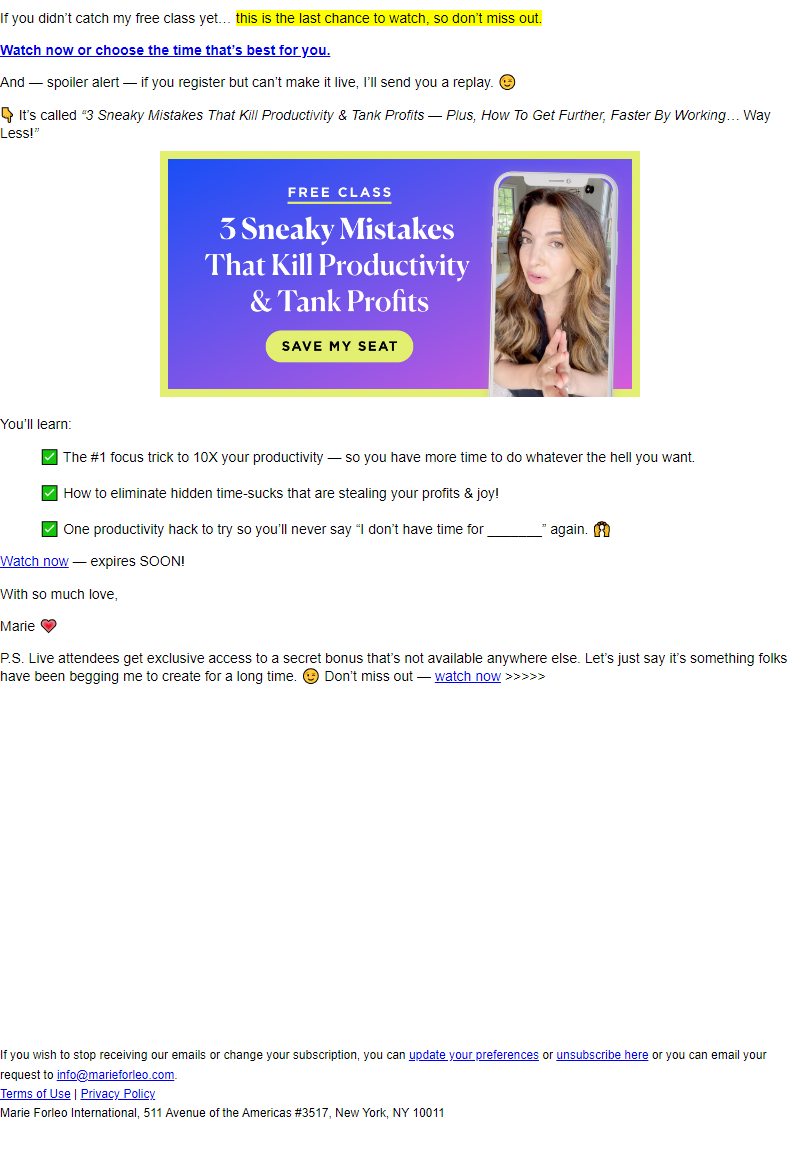 If you didn’t catch my free class yet… this is the last chance to watch, so don’t miss out.
Watch now or choose the time that’s best for you.
And — spoiler alert — if you register but can’t make it live, I’ll send you a replay. 😉
👇 It’s called “3 Sneaky Mistakes That Kill Productivity & Tank Profits — Plus, How To Get Further, Faster By Working… Way
Less!”
FREE CLASS
3 Sneaky Mistakes
That Kill Productivity
& Tank Profits
SAVE MY SEAT
You’ll learn:
✅ The #1 focus trick to 10X your productivity — so you have more time to do whatever the hell you want.
✅ How to eliminate hidden time-sucks that are stealing your profits & joy!
✅ One productivity hack to try so you’ll never say “I don’t have time for _______” again. 🙌
Watch now — expires SOON!
With so much love,
Marie ❤️
P.S. Live attendees get exclusive access to a secret bonus that’s not available anywhere else. Let’s just say it’s something folks
have been begging me to create for a long time. 😉 Don’t miss out — watch now >>>>>
If you wish to stop receiving our emails or change your subscription, you can update your preferences or unsubscribe here or you can email your
request to info@marieforleo.com.
Terms of Use | Privacy Policy
Marie Forleo International, 511 Avenue of the Americas #3517, New York, NY 10011